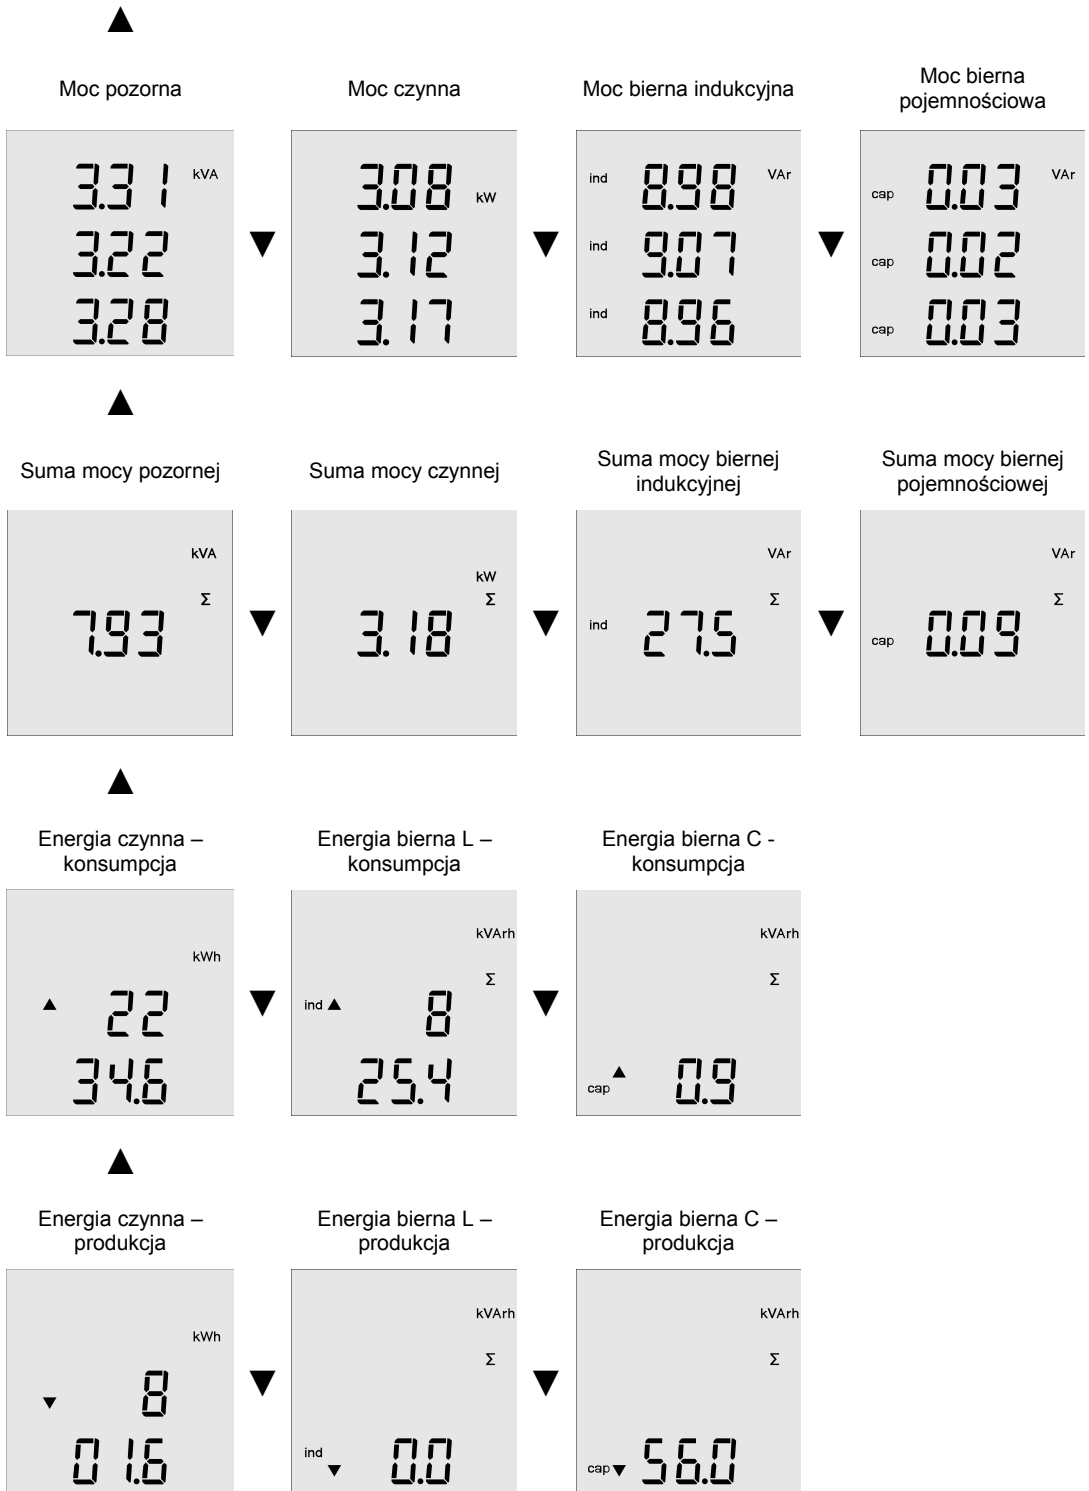 ▲
Moc pozorna
Moc czynna
Moc bierna indukcyjna
Moc bierna
pojemnościowa
3.31 kVA
3.22
3.28
▼
3.08 kW
3.12
3.17
▼
ind 8.98 VAr
ind 9.07
ind 8.96
▼
cap 0.03 VAr
cap 0.02
cap 0.03
▲
Suma mocy pozornej
Suma mocy czynnej
Suma mocy biernej
indukcyjnej
Suma mocy biernej
pojemnościowej
kVA
Σ
7.93
▼
kW
Σ
3.18
▼
VAr
Σ
ind 27.5
▼
VAr
Σ
cap 0.09
▲
Energia czynna –
konsumpcja
Energia bierna L –
konsumpcja
Energia bierna C -
konsumpcja
kWh
▲ 22
34.6
▼
kVArh
Σ
ind ▲ 8
25.4
▼
kVArh
Σ
cap ▲ 0.9
▲
Energia czynna –
produkcja
Energia bierna L –
produkcja
Energia bierna C –
produkcja
kWh
▼ 8
01.6
▼
kVArh
Σ
ind ▼ 0.0
▼
kVArh
Σ
cap ▼ 56.0